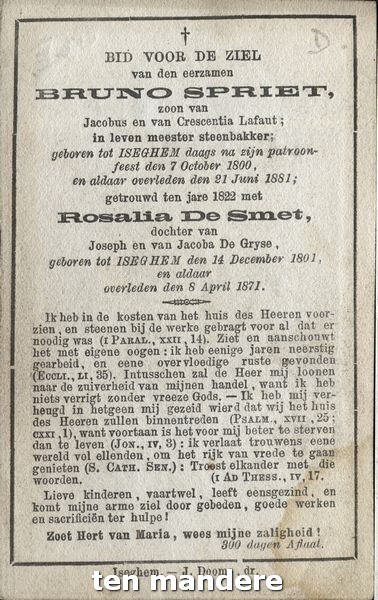 D.
BID VOOR DE ZIEL
van den eerzamen
BRUNO SPRIET,
zoon van
Jacobus en van Crescentia Lafaut;
in leven meester steenbakker;
geboren tot ISEGHEM daags na zijn patroon-
feest den 7 October 1800,
en aldaar overleden den 21 Juni 1881;
getrouwd ten jare 1822 met
Rosalia De Smet,
dochter van
Joseph en van Jacoba De Gryse,
geboren tot ISEGHEM den 14 December 1801,
en aldaar
overleden den 8 April 1871.
Ik heb in de kosten van het huis des Heeren voor-
zien, en steenen bij de werke gebragt voor al dat er
noodig was (I PARAL., XXII, 14). Ziet en aanschouwt
het met eigene oogen: ik heb eenige jaren neerstig
gearbeid, en eene overvloedige ruste gevonden
(ECCLI., LI, 35). Intusschen zal de Heer mij loonen
naar de zuiverheid van mijnen handel, want ik heb
niets verrigt zonder vreeze Gods. — Ik heb mij ver-
heugd in hetgeen mij gezeid wierd dat wij het huis
des Heeren zullen binnentreden (PSALM., XVII, 25;
CXXI, 1), want voortaan is het voor mij beter te sterven
dan te leven (JON., IV, 3): ik verlaat trouwens eene
wereld vol ellenden, om het rijk van vrede te gaan
genieten (S. CATH. SEN.): Troost elkander met die
woorden. (I AD THESS., IV, 17.
Lieve kinderen, vaartwel, leeft eensgezind, en
komt mijne arme ziel door gebeden, goede werken
en sacrificiën ter hulpe!
Zoet Hert van Maria, wees mijne zaligheid!
300 dagen Aflaat.
Iseghem. — J. Doom, dr.
ten mandere